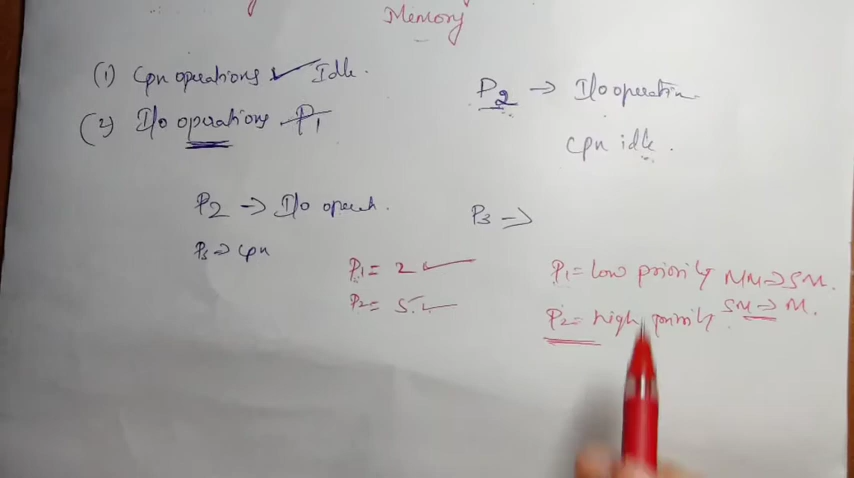 Memory
(1) Cpu operations ✓ Idle.
(2) I/o operations P1
P2 → I/o operation
Cpu idle.
P2 → I/o operat.
P3 → Cpu
P3 →
P1 = 2 ✓
P2 = 5 ✓
P1 = low priority MM → SM.
P2 = high priority SM → M.